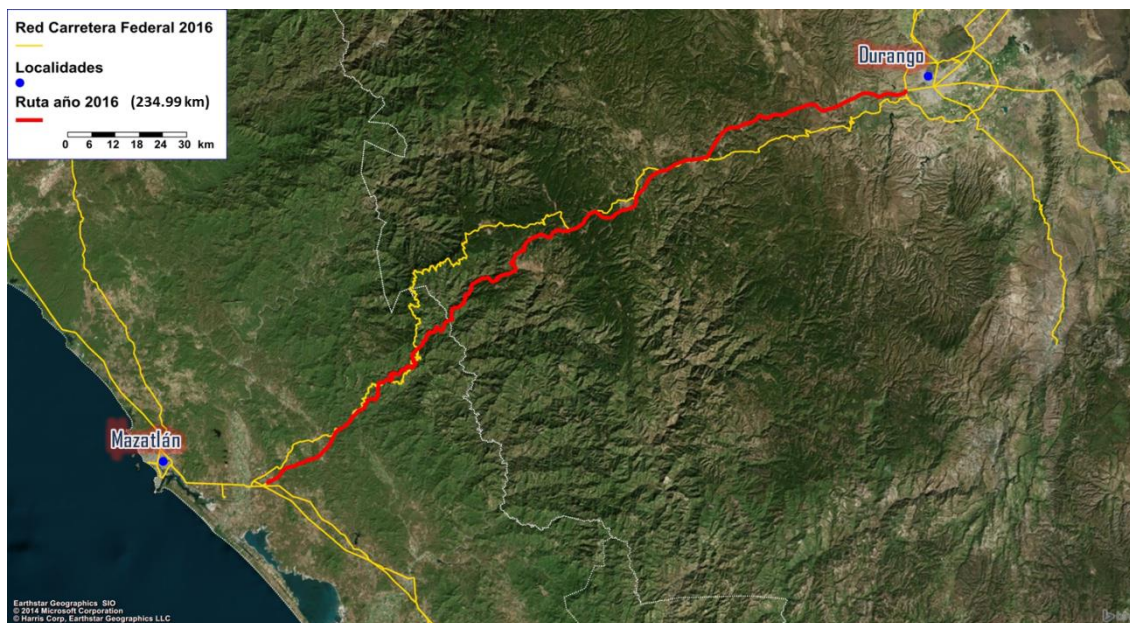 Red Carretera Federal 2016
Localidades
Ruta año 2016 (234.99 km)
0 6 12 18 24 30 km
Durango
Mazatlán
Earthstar Geographics SIO
© 2014 Microsoft Corporation
© Harris Corp, Earthstar Geographics LLC